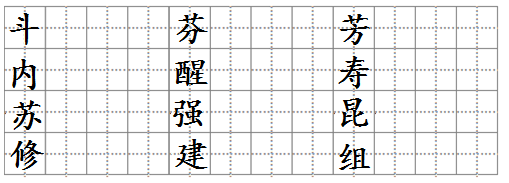 斗 芬 芳
内 醒 寿
苏 强 昆
修 建 组